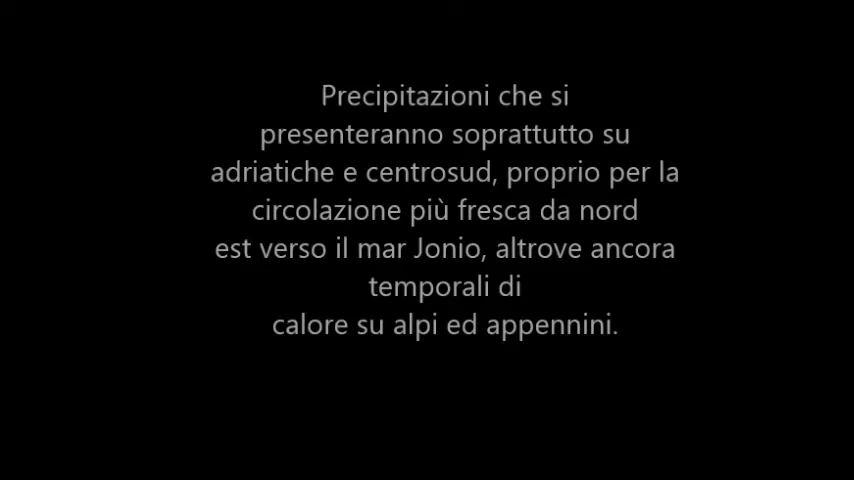 Precipitazioni che si
presenteranno soprattutto su
adriatiche e centrosud, proprio per la
circolazione più fresca da nord
est verso il mar Jonio, altrove ancora
temporali di
calore su alpi ed appennini.